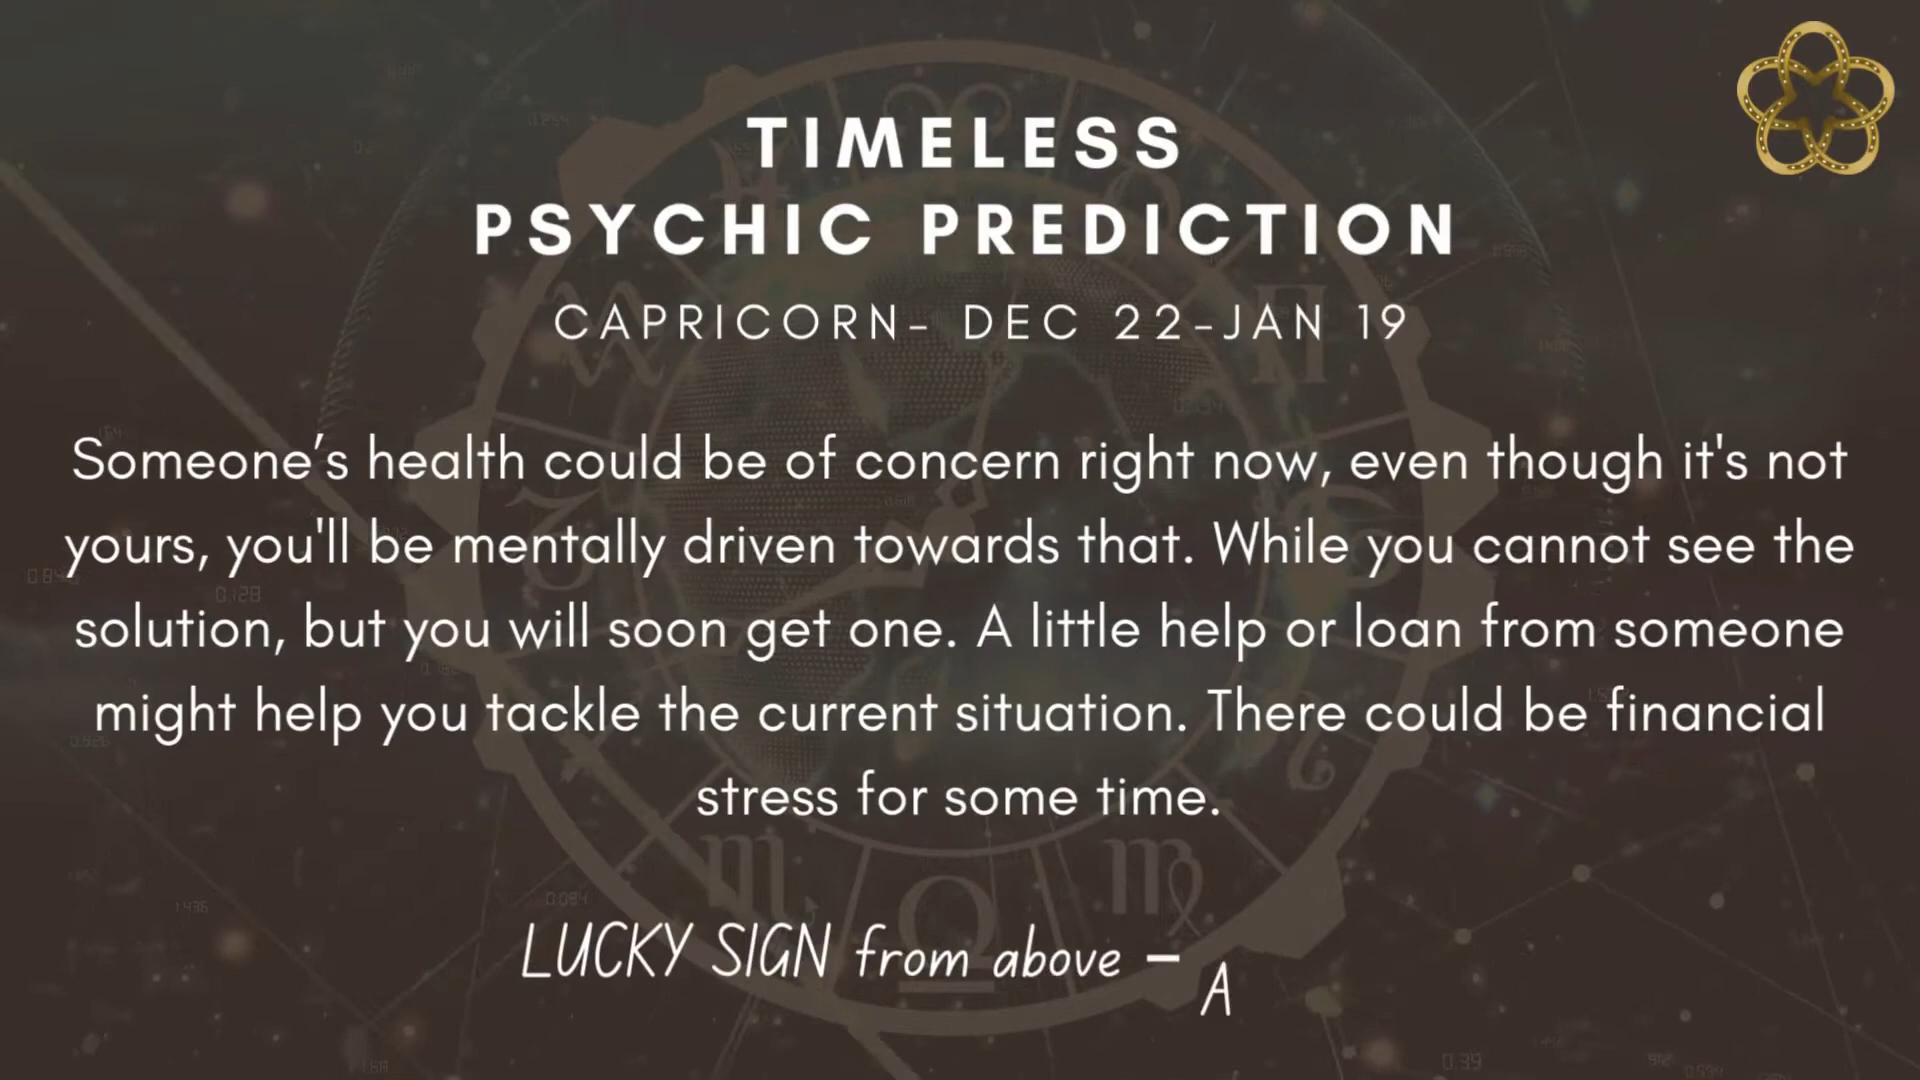 TIMELESS
PSYCHIC PREDICTION
CAPRICORN- DEC 22-JAN 19
Someone’s health could be of concern right now, even though it's not
yours, you'll be mentally driven towards that. While you cannot see the
solution, but you will soon get one. A little help or loan from someone
might help you tackle the current situation. There could be financial
stress for some time.
LUCKY SIGN from above – A